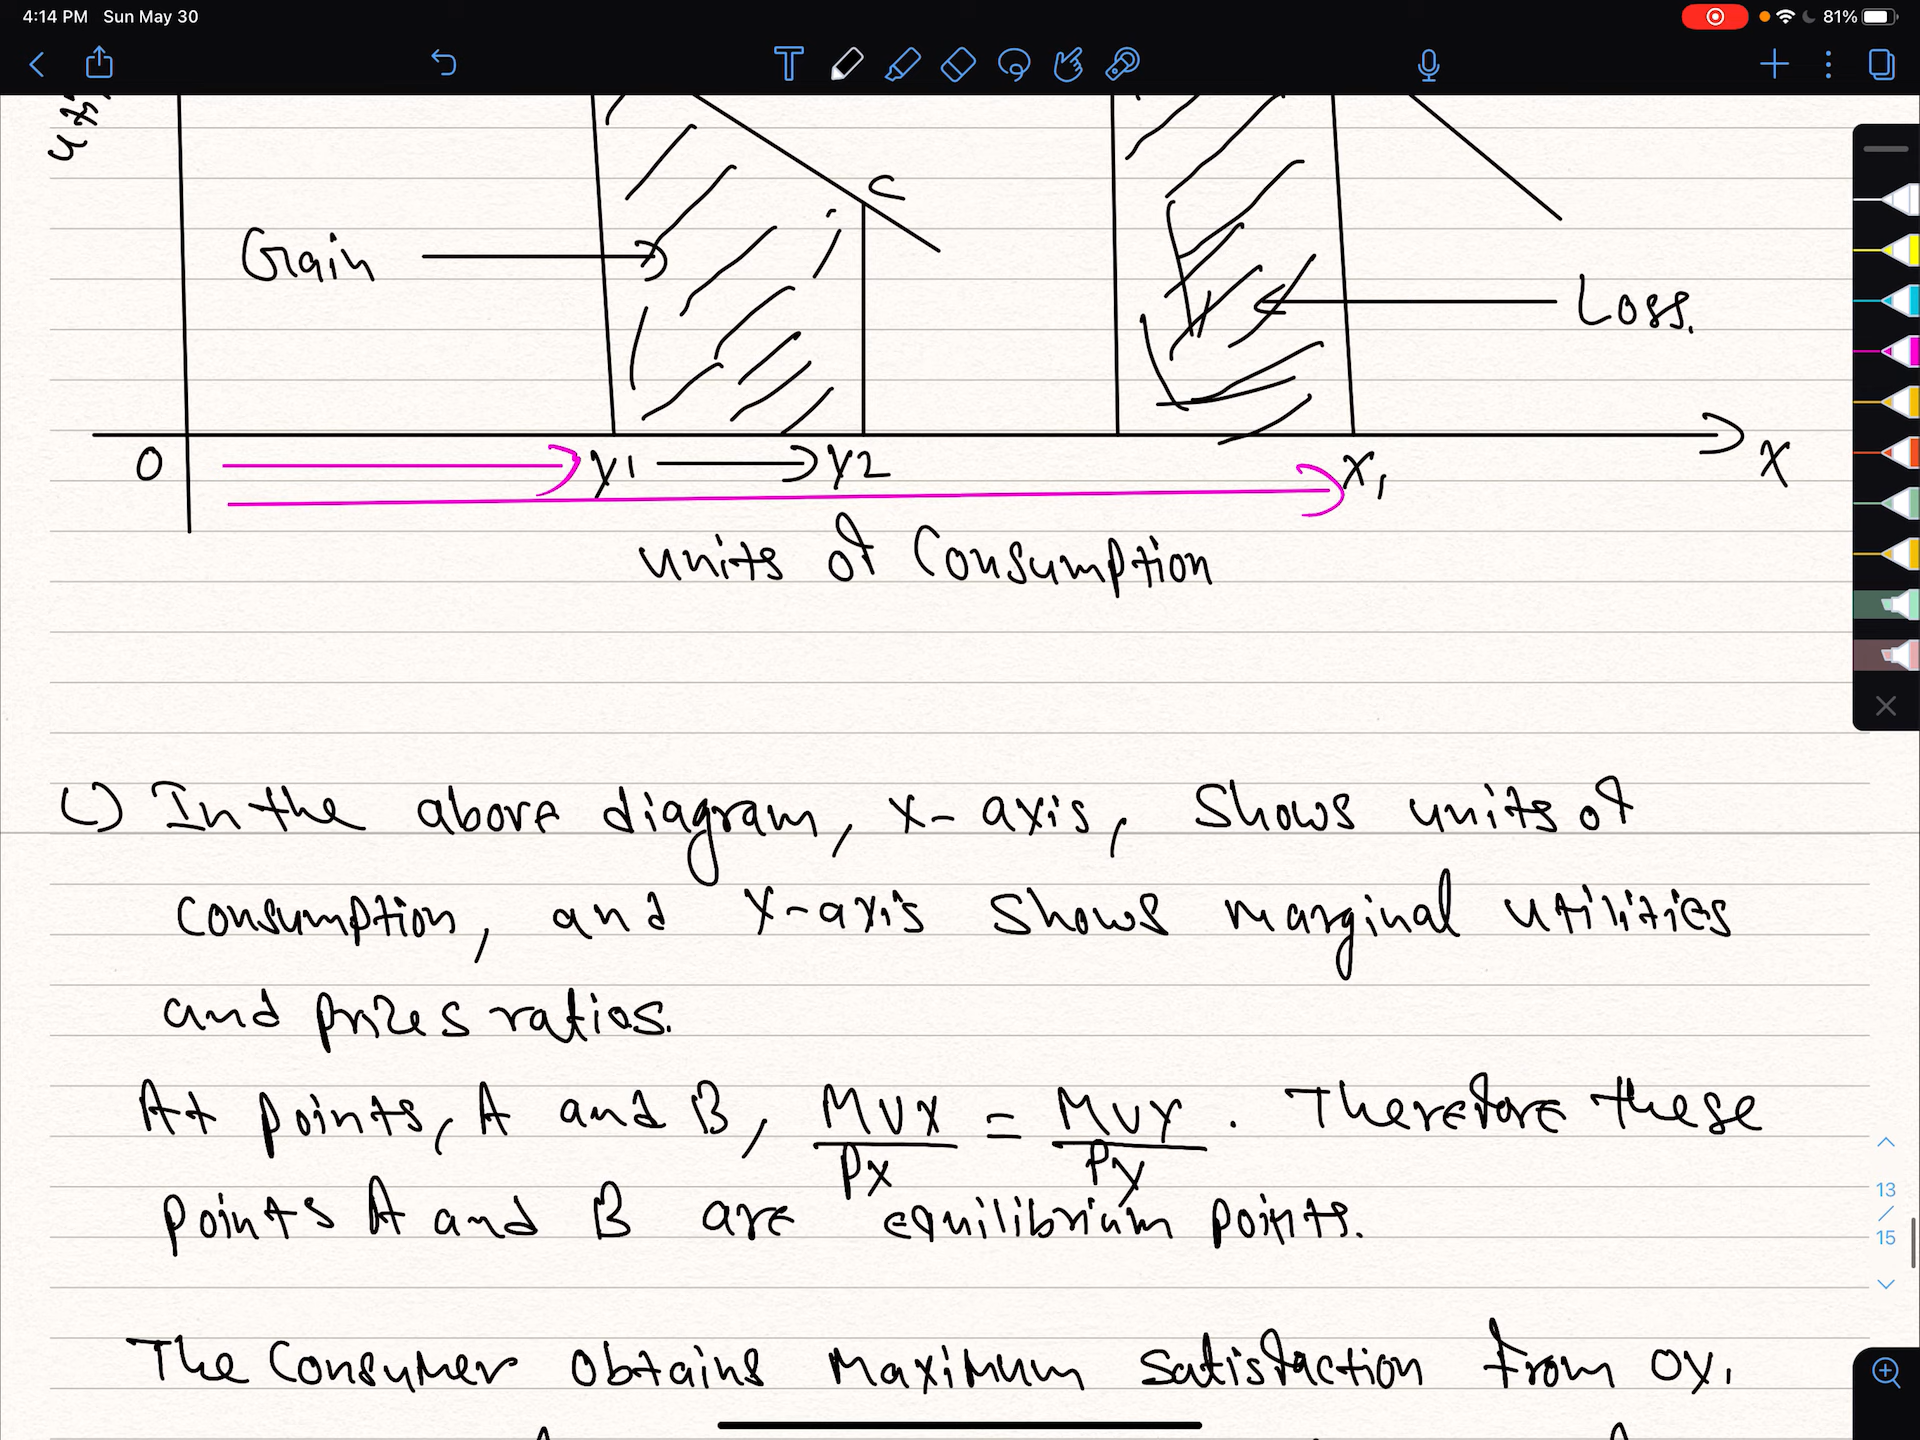 4:14 PM Sun May 30
81%
C
Gain
Loss.
O
Y1
Y2
X1
X
units of Consumption
i) In the above diagram, x-axis, shows units of
consumption, and Y-axis shows marginal utilities
and prizes ratios.
At points, A and B, MUX/PX = MUY/PY. Therefore these
points A and B are equilibrium points.
The Consumer obtains maximum satisfaction from OY1
13
/
15